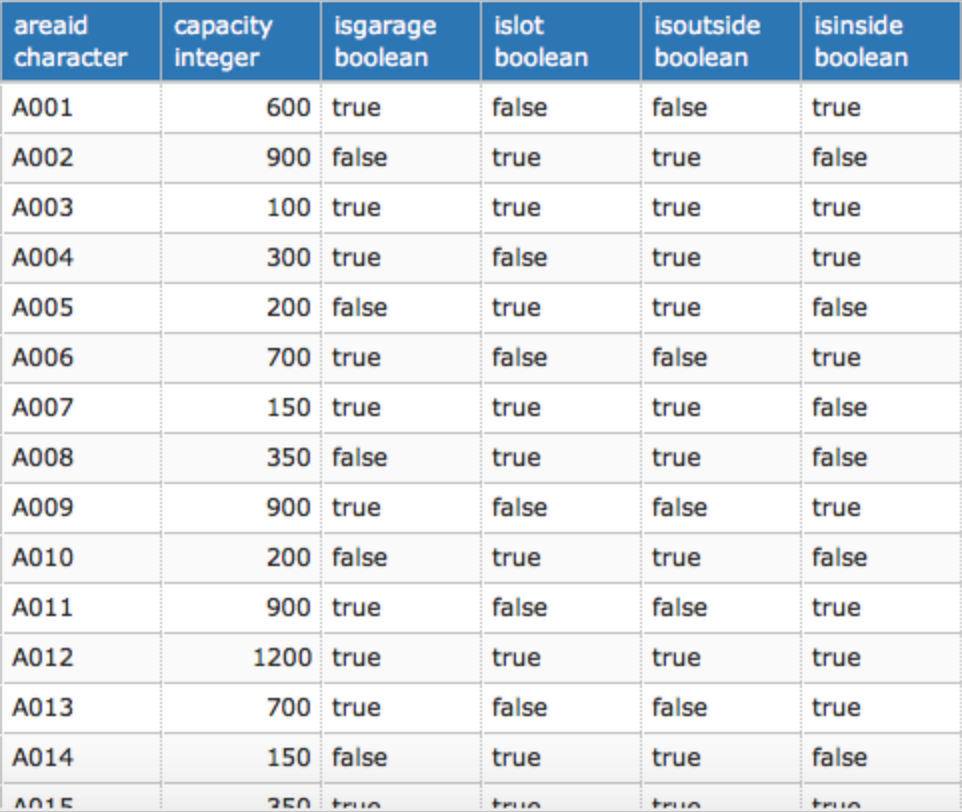 areaid capacity isgarage islot isoutside isinside
character integer boolean boolean boolean boolean
A001 600 true false false true
A002 900 false true true false
A003 100 true true true true
A004 300 true false true true
A005 200 false true true false
A006 700 true false false true
A007 150 true true true false
A008 350 false true true false
A009 900 true false false true
A010 200 false true true false
A011 900 true false false true
A012 1200 true true true true
A013 700 true false false true
A014 150 false true true false
A015 350 true true true true